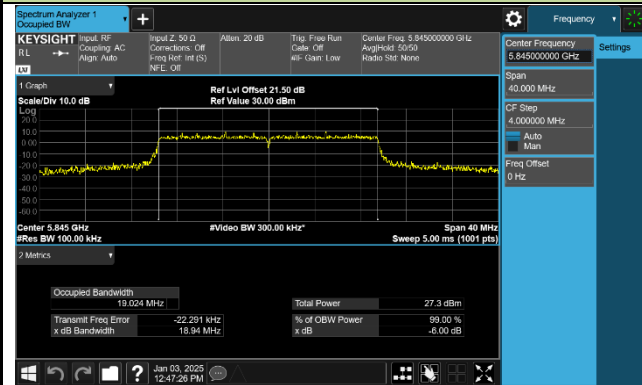 Spectrum Analyzer 1
Occupied BW
Frequency
KEYSIGHT
RL
LXI
Input: RF
Coupling: AC
Align: Auto
Input Z: 50 Ω
Corrections: Off
Freq Ref: Int (S)
NFE: Off
Atten: 20 dB
Trig: Free Run
Gate: Off
#IF Gain: Low
Center Freq: 5.845000000 GHz
Avg|Hold: 50/50
Radio Std: None
Center Frequency
5.845000000 GHz
Settings
Span
40.000 MHz
CF Step
4.000000 MHz
Auto
Man
Freq Offset
0 Hz
1 Graph
Scale/Div 10.0 dB
Ref Lvl Offset 21.50 dB
Ref Value 30.00 dBm
Log
20.0
10.0
0.00
-10.0
-20.0
-30.0
-40.0
-50.0
-60.0
Center 5.845 GHz
#Res BW 100.00 kHz
#Video BW 300.00 kHz*
Span 40 MHz
Sweep 5.00 ms (1001 pts)
2 Metrics
Occupied Bandwidth
19.024 MHz
Total Power 27.3 dBm
Transmit Freq Error -22.291 kHz
% of OBW Power 99.00 %
x dB Bandwidth 18.94 MHz
x dB -6.00 dB
Jan 03, 2025
12:47:26 PM